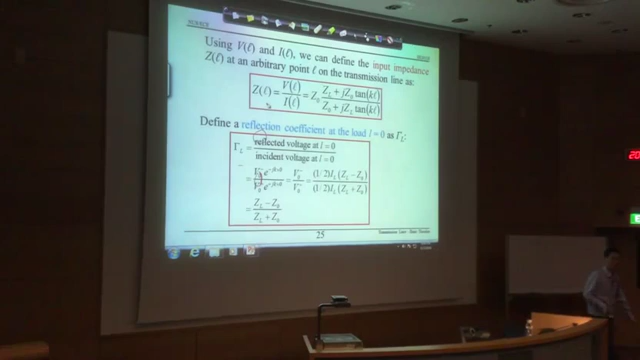 Using V(ℓ) and I(ℓ), we can define the input impedance
Z(ℓ) at an arbitrary point ℓ on the transmission line as:
Z(ℓ) = V(ℓ) / I(ℓ) = Z₀ (Z_L + jZ₀ tan(kℓ)) / (Z₀ + jZ_L tan(kℓ))
Define a reflection coefficient at the load l = 0 as Γ_L:
Γ_L = reflected voltage at l = 0 / incident voltage at l = 0
= V₀⁻ / V₀⁺ = (1/2)I_L(Z_L − Z₀) / (1/2)I_L(Z_L + Z₀)
= (Z_L − Z₀) / (Z_L + Z₀)
25